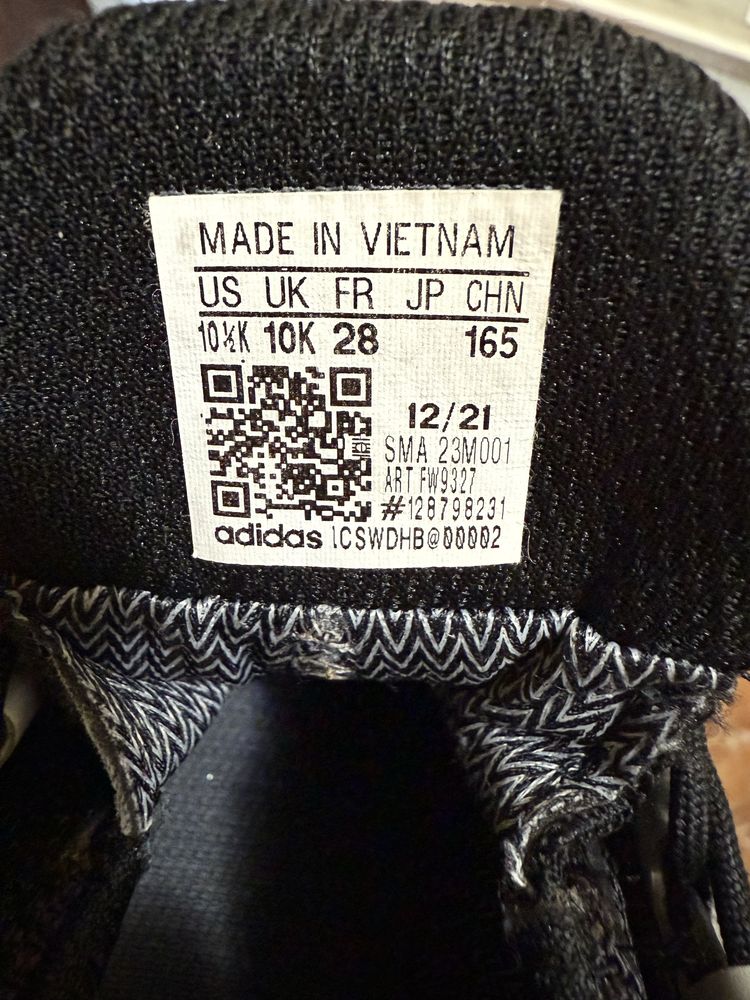 MADE IN VIETNAM
US UK FR JP CHN
10½K 10K 28 165
12/21
SMA 23M001
ART FW9327
#128798231
adidas LCSWDHB@00002